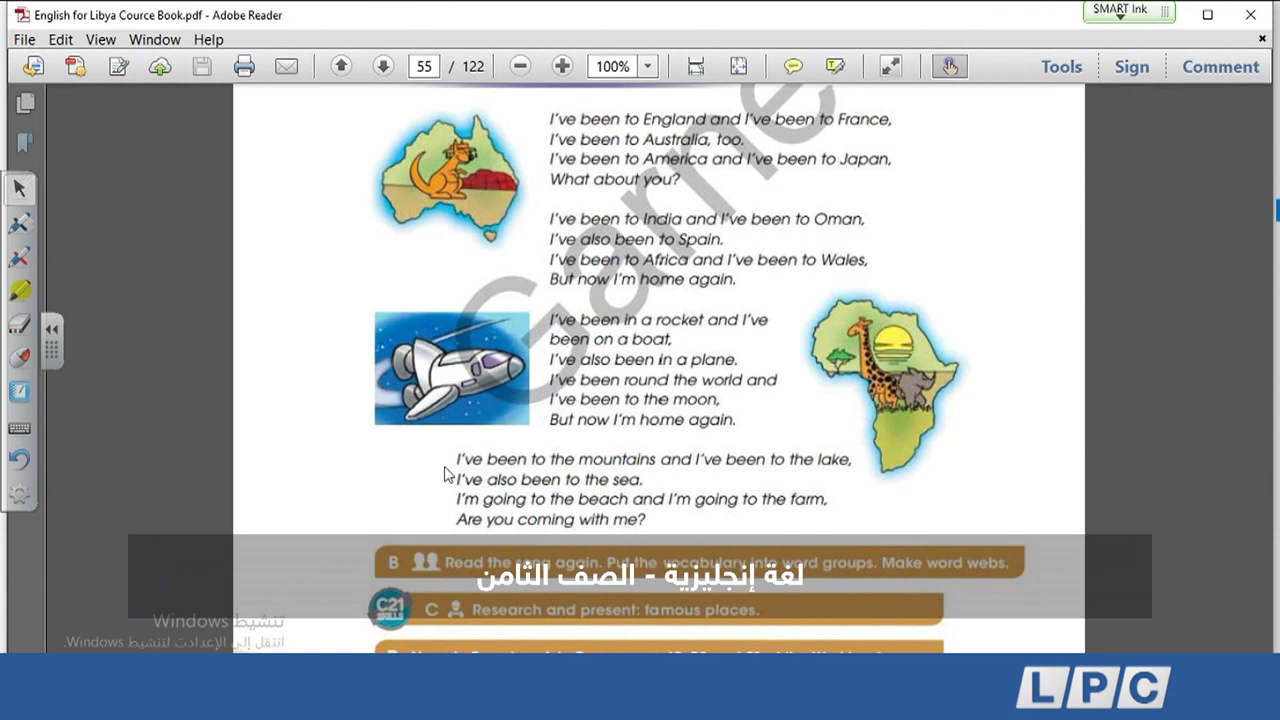 English for Libya Cource Book.pdf - Adobe Reader
SMART Ink
File Edit View Window Help
55 / 122
100%
Tools Sign Comment
Garne
I've been to England and I've been to France,
I've been to Australia, too.
I've been to America and I've been to Japan,
What about you?
I've been to India and I've been to Oman,
I've also been to Spain.
I've been to Africa and I've been to Wales,
But now I'm home again.
I've been in a rocket and I've
been on a boat,
I've also been in a plane.
I've been round the world and
I've been to the moon,
But now I'm home again.
I've been to the mountains and I've been to the lake,
I've also been to the sea.
I'm going to the beach and I'm going to the farm,
Are you coming with me?
B Read the song again. Put the vocabulary into word groups. Make word webs.
لغة إنجليزية - الصف الثامن
C21 SKILLS
C Research and present: famous places.
تنشيط Windows
انتقل إلى الإعدادت لتنشيط Windows.
LPC